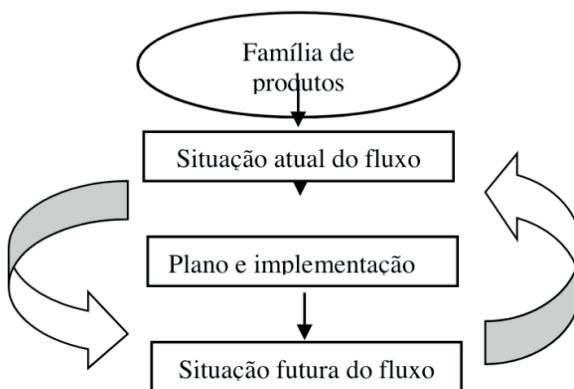 Família de
produtos
Situação atual do fluxo
Plano e implementação
Situação futura do fluxo